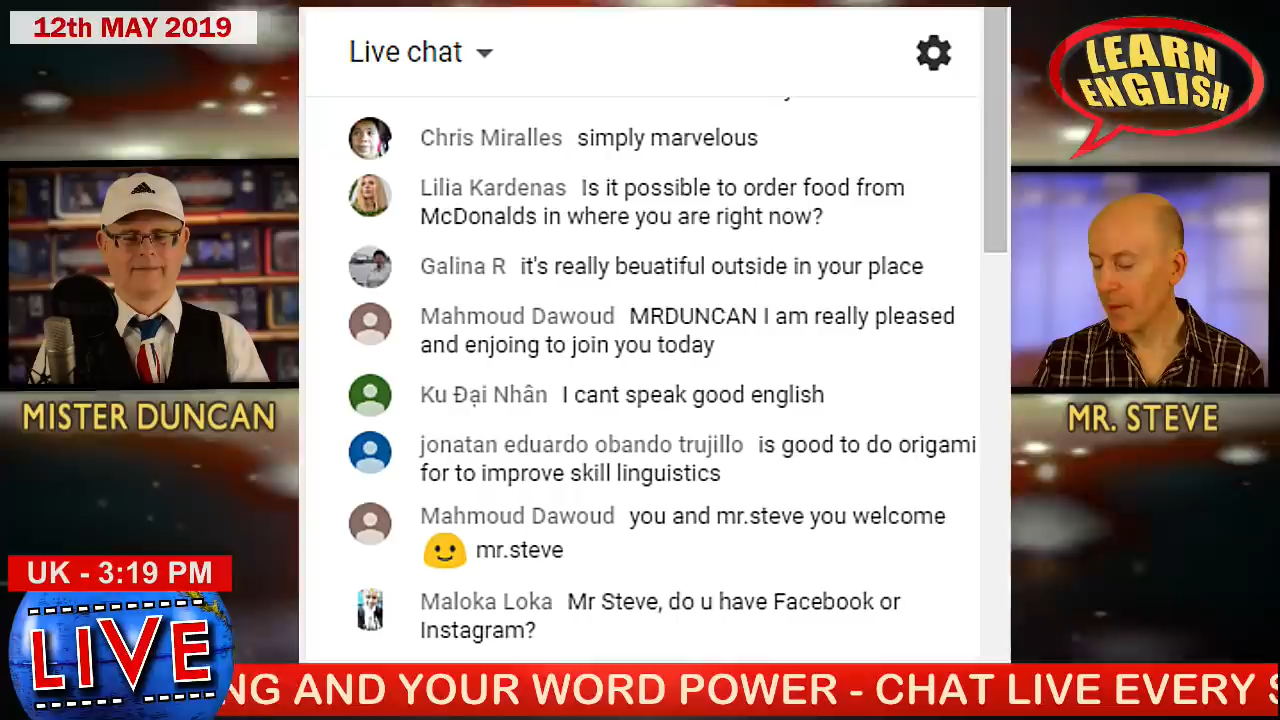 12th MAY 2019
Live chat
LEARN
ENGLISH
Chris Miralles simply marvelous
Lilia Kardenas Is it possible to order food from
McDonalds in where you are right now?
Galina R it's really beuatiful outside in your place
Mahmoud Dawoud MRDUNCAN I am really pleased
and enjoing to join you today
Ku Đại Nhân I cant speak good english
jonatan eduardo obando trujillo is good to do origami
for to improve skill linguistics
Mahmoud Dawoud you and mr.steve you welcome
🙂 mr.steve
Maloka Loka Mr Steve, do u have Facebook or
Instagram?
MISTER DUNCAN
MR. STEVE
UK - 3:19 PM
LIVE
NG AND YOUR WORD POWER - CHAT LIVE EVERY S